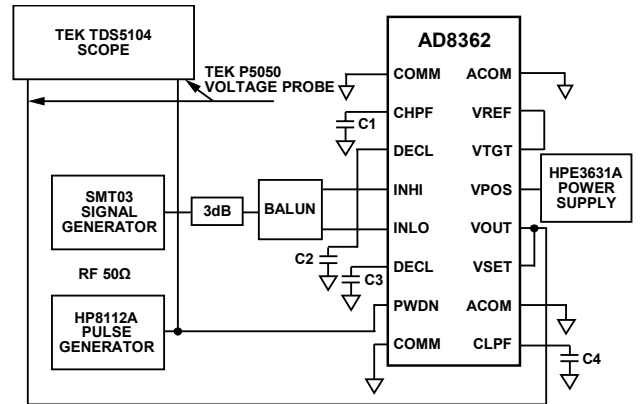 TEK TDS5104
SCOPE
TEK P5050
VOLTAGE PROBE
AD8362
COMM
ACOM
CHPF
VREF
C1
DECL
VTGT
HPE3631A
POWER
SUPPLY
SMT03
SIGNAL
GENERATOR
3dB
BALUN
INHI
VPOS
INLO
VOUT
C2
RF 50Ω
DECL
VSET
C3
HP8112A
PULSE
GENERATOR
PWDN
ACOM
COMM
CLPF
C4